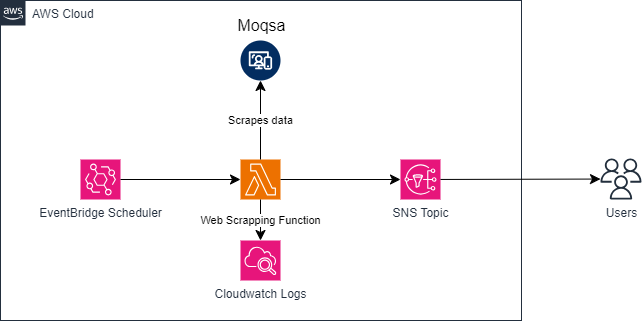 aws
AWS Cloud
Moqsa
Scrapes data
EventBridge Scheduler
Web Scrapping Function
SNS Topic
Users
Cloudwatch Logs